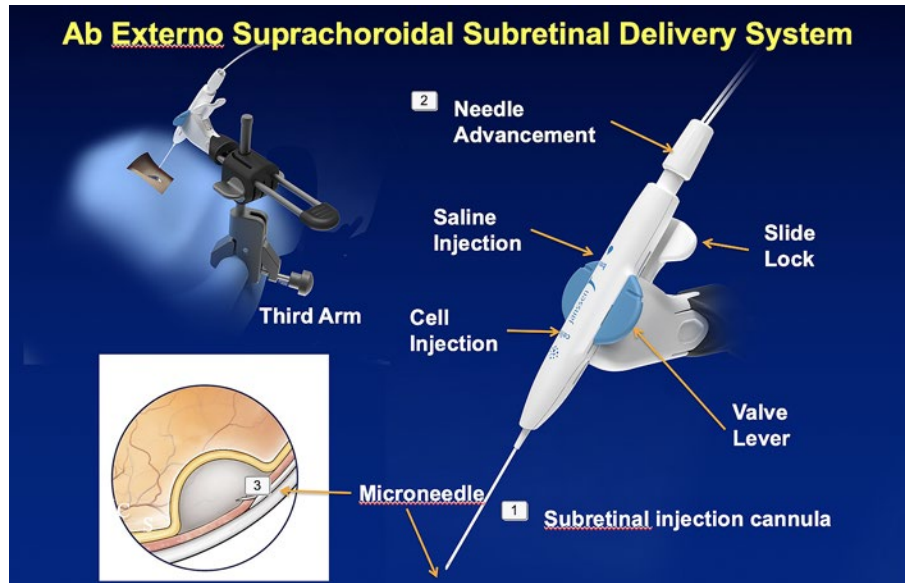 Ab Externo Suprachoroidal Subretinal Delivery System
2 Needle
Advancement
Saline
Injection
Slide
Lock
Third Arm
Cell
Injection
janssen
Valve
Lever
3
Microneedle
1 Subretinal injection cannula